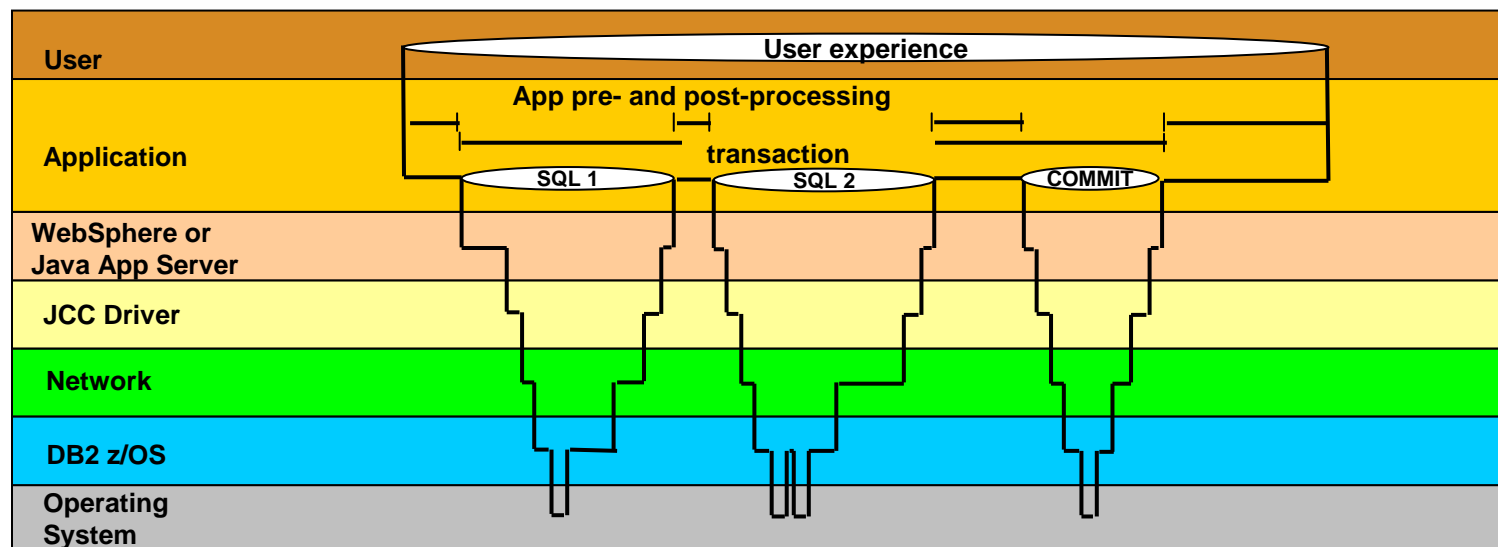 User experience
User
App pre- and post-processing
Application
transaction
SQL 1
SQL 2
COMMIT
WebSphere or
Java App Server
JCC Driver
Network
DB2 z/OS
Operating
System